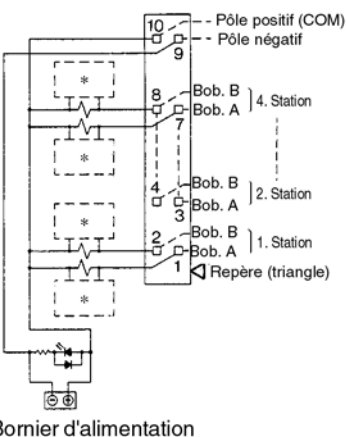 10
Pôle positif (COM)
Pôle négatif
9
*
8
Bob. B
4. Station
Bob. A
7
*
4
Bob. B
2. Station
Bob. A
3
*
2
Bob. B
1. Station
Bob. A
1
Repère (triangle)
*
⊖ ⊕
Bornier d'alimentation